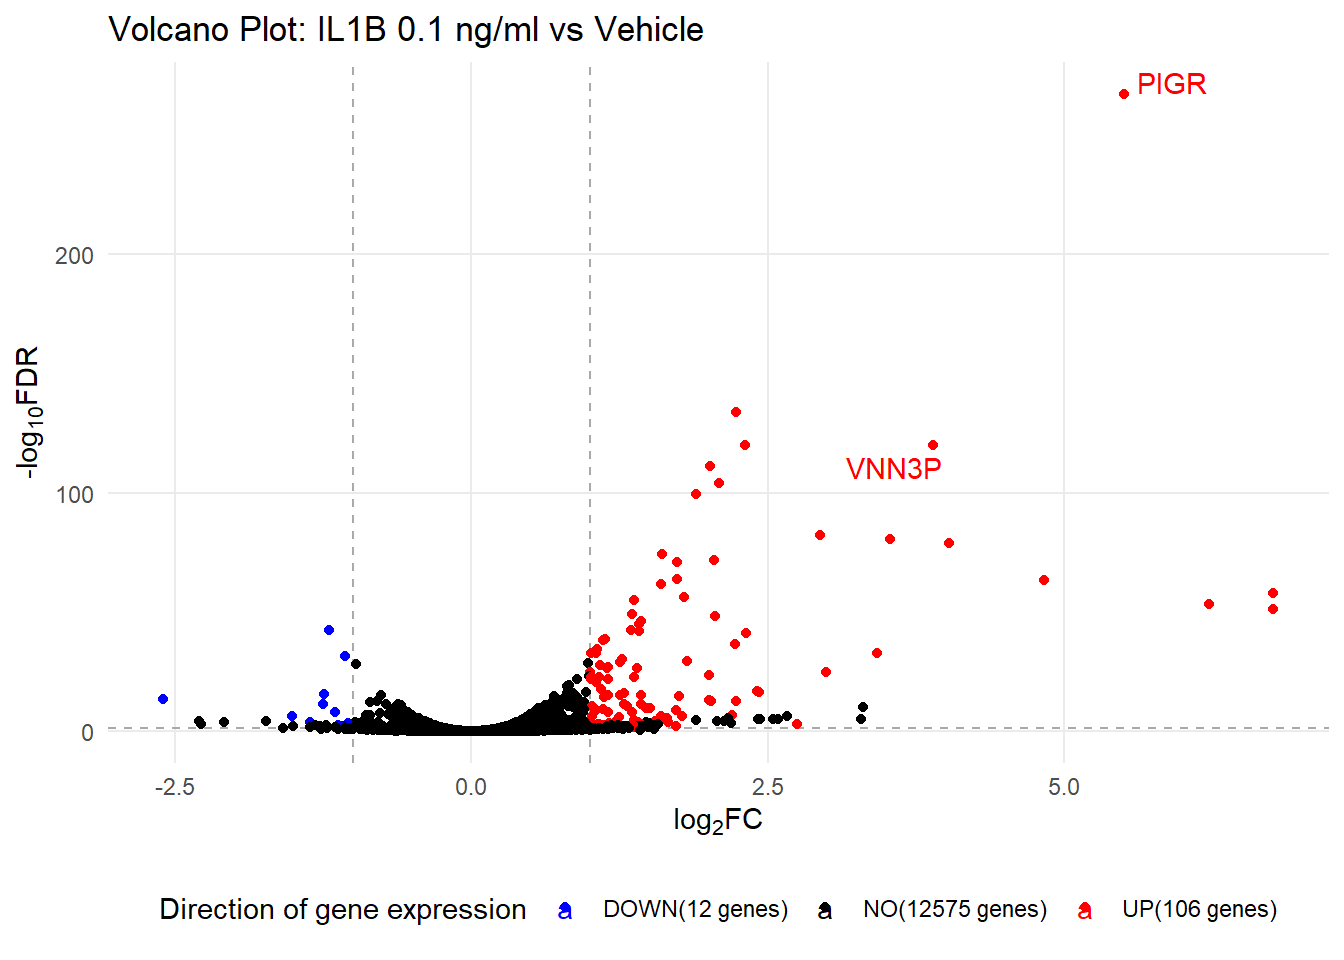 Volcano Plot: IL1B 0.1 ng/ml vs Vehicle
PIGR
200
-log10FDR
VNN3P
100
0
-2.5 0.0 2.5 5.0
log2FC
Direction of gene expression a DOWN(12 genes) a NO(12575 genes) a UP(106 genes)